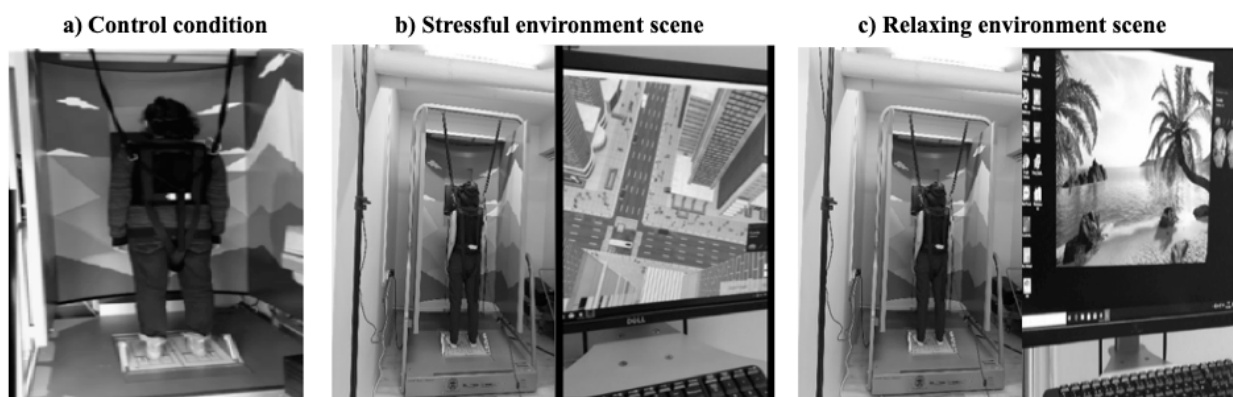 a) Control condition
b) Stressful environment scene
c) Relaxing environment scene
DELL